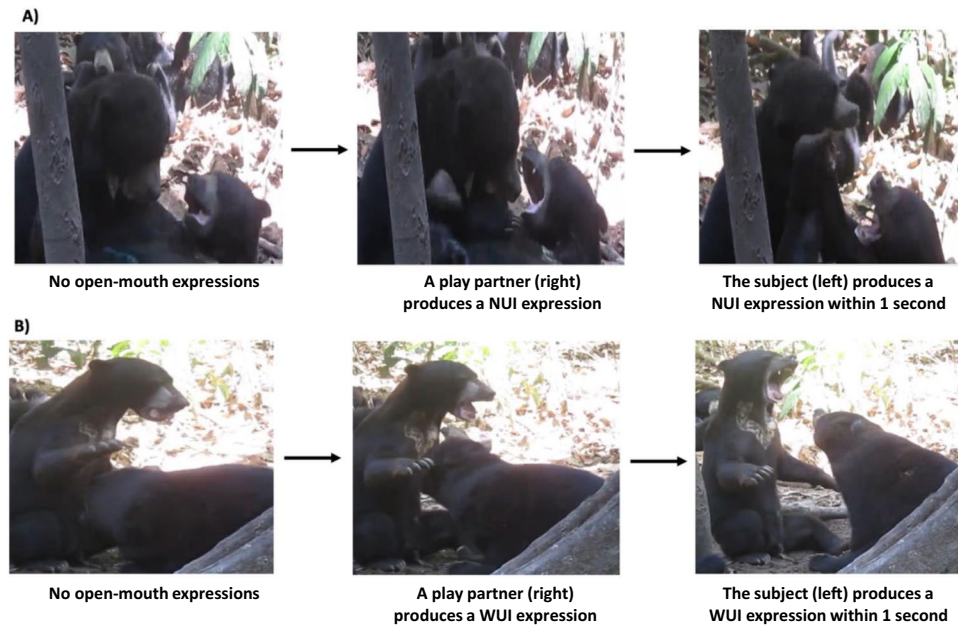 A)
No open-mouth expressions
A play partner (right)
produces a NUI expression
The subject (left) produces a
NUI expression within 1 second
B)
No open-mouth expressions
A play partner (right)
produces a WUI expression
The subject (left) produces a
WUI expression within 1 second